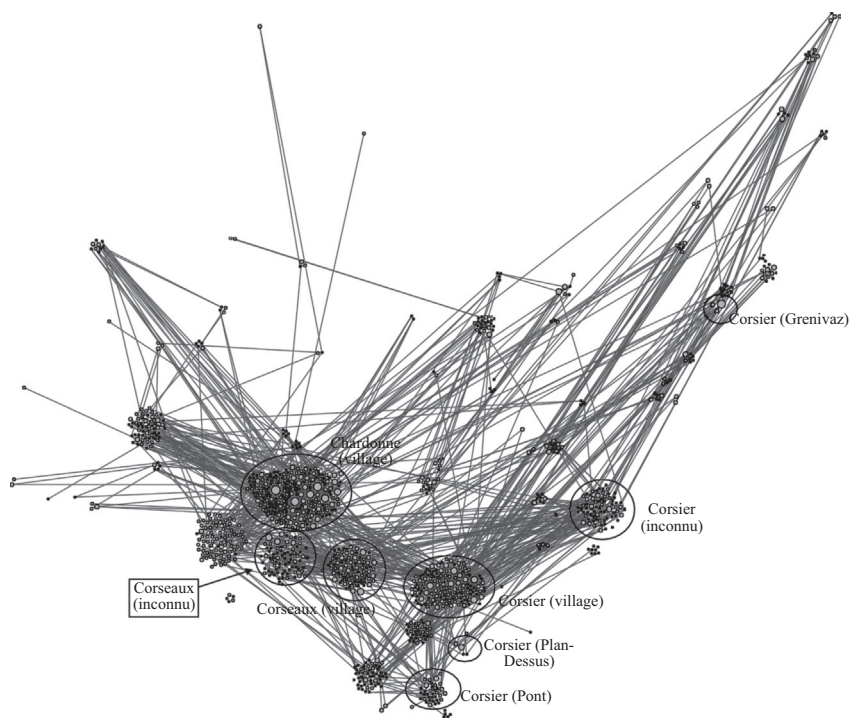 Corsier (Grenivaz)
Chardonne
(village)
Corsier
(inconnu)
Corseaux
(inconnu)
Corseaux (village)
Corsier (village)
Corsier (Plan-
Dessus)
Corsier (Pont)